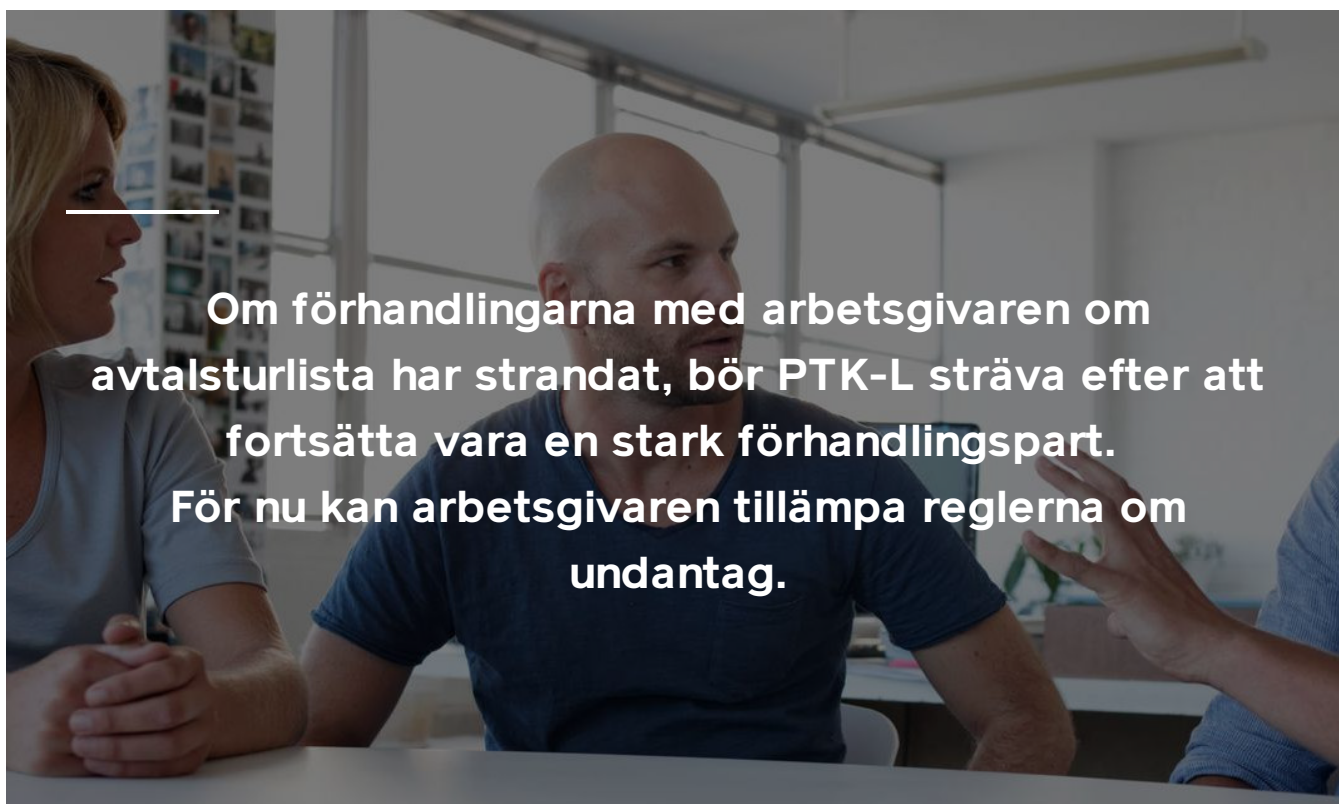 Om förhandlingarna med arbetsgivaren om
avtalsturlista har strandat, bör PTK-L sträva efter att
fortsätta vara en stark förhandlingspart.
För nu kan arbetsgivaren tillämpa reglerna om
undantag.